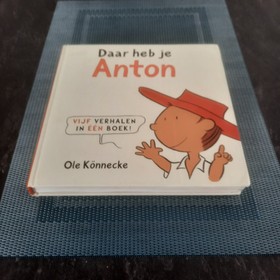 Daar heb je
Anton
VIJF VERHALEN
IN ÉÉN BOEK!
Ole Könnecke